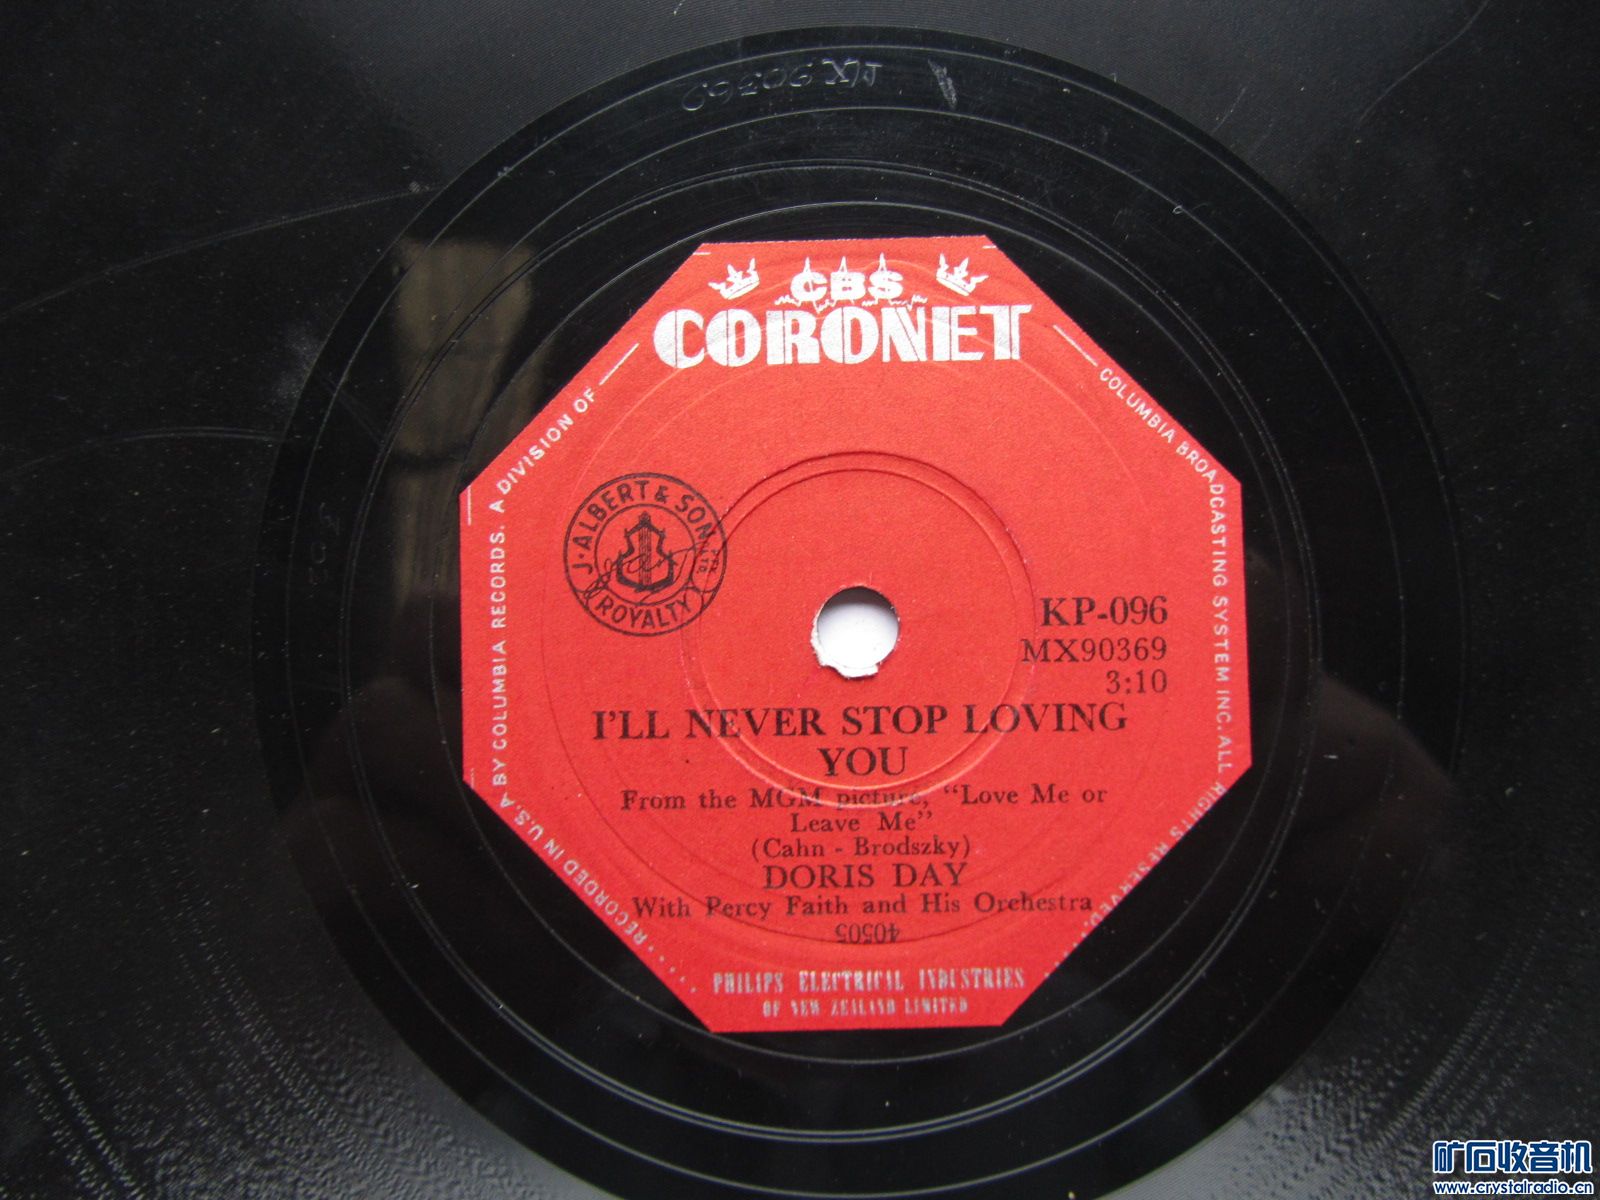 MX 90369
CBS
CORONET
RECORDED IN U.S.A BY COLUMBIA RECORDS. A DIVISION OF
COLUMBIA BROADCASTING SYSTEM INC. ALL RIGHTS RESERVED.
J. ALBERT & SON PTY. LTD.
ROYALTY
KP-096
MX90369
3:10
I'LL NEVER STOP LOVING
YOU
From the MGM picture, "Love Me or
Leave Me"
(Cahn - Brodszky)
DORIS DAY
With Percy Faith and His Orchestra
40505
PHILIPS ELECTRICAL INDUSTRIES
OF NEW ZEALAND LIMITED
矿石收音机
www.crystalradio.cn